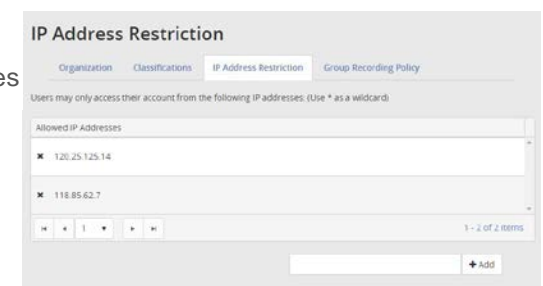 IP Address Restriction
Organization Classifications IP Address Restriction Group Recording Policy
es
Users may only access their account from the following IP addresses: (Use * as a wildcard)
Allowed IP Addresses
✖ 120.25.125.14
✖ 118.85.62.7
1 1 - 2 of 2 items
+ Add